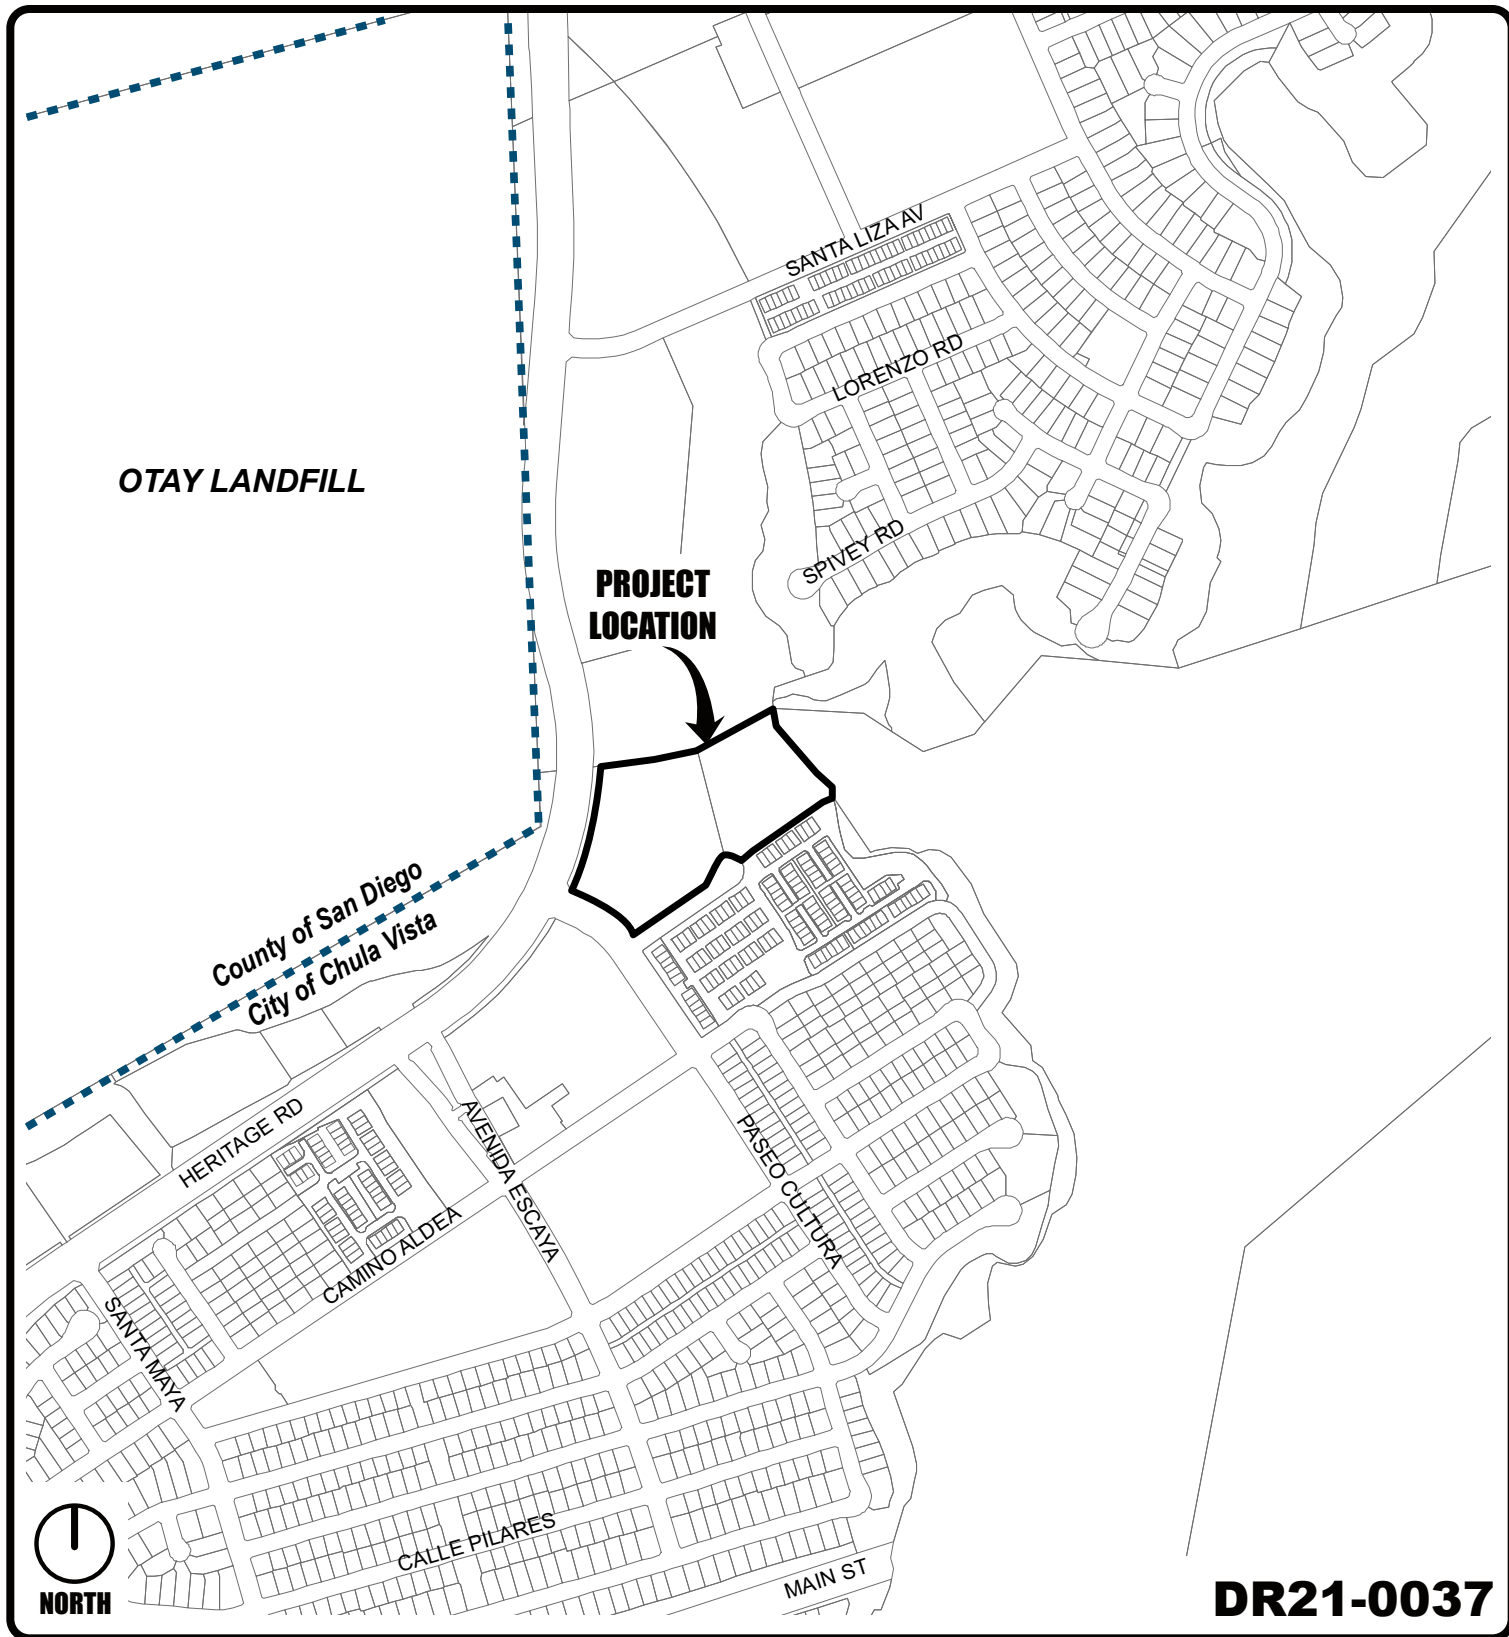 SANTA LIZA AV
LORENZO RD
OTAY LANDFILL
SPIVEY RD
PROJECT
LOCATION
County of San Diego
City of Chula Vista
HERITAGE RD
AVENIDA ESCAYA
PASEO CULTURA
CAMINO ALDEA
SANTA MAYA
CALLE PILARES
MAIN ST
NORTH
DR21-0037